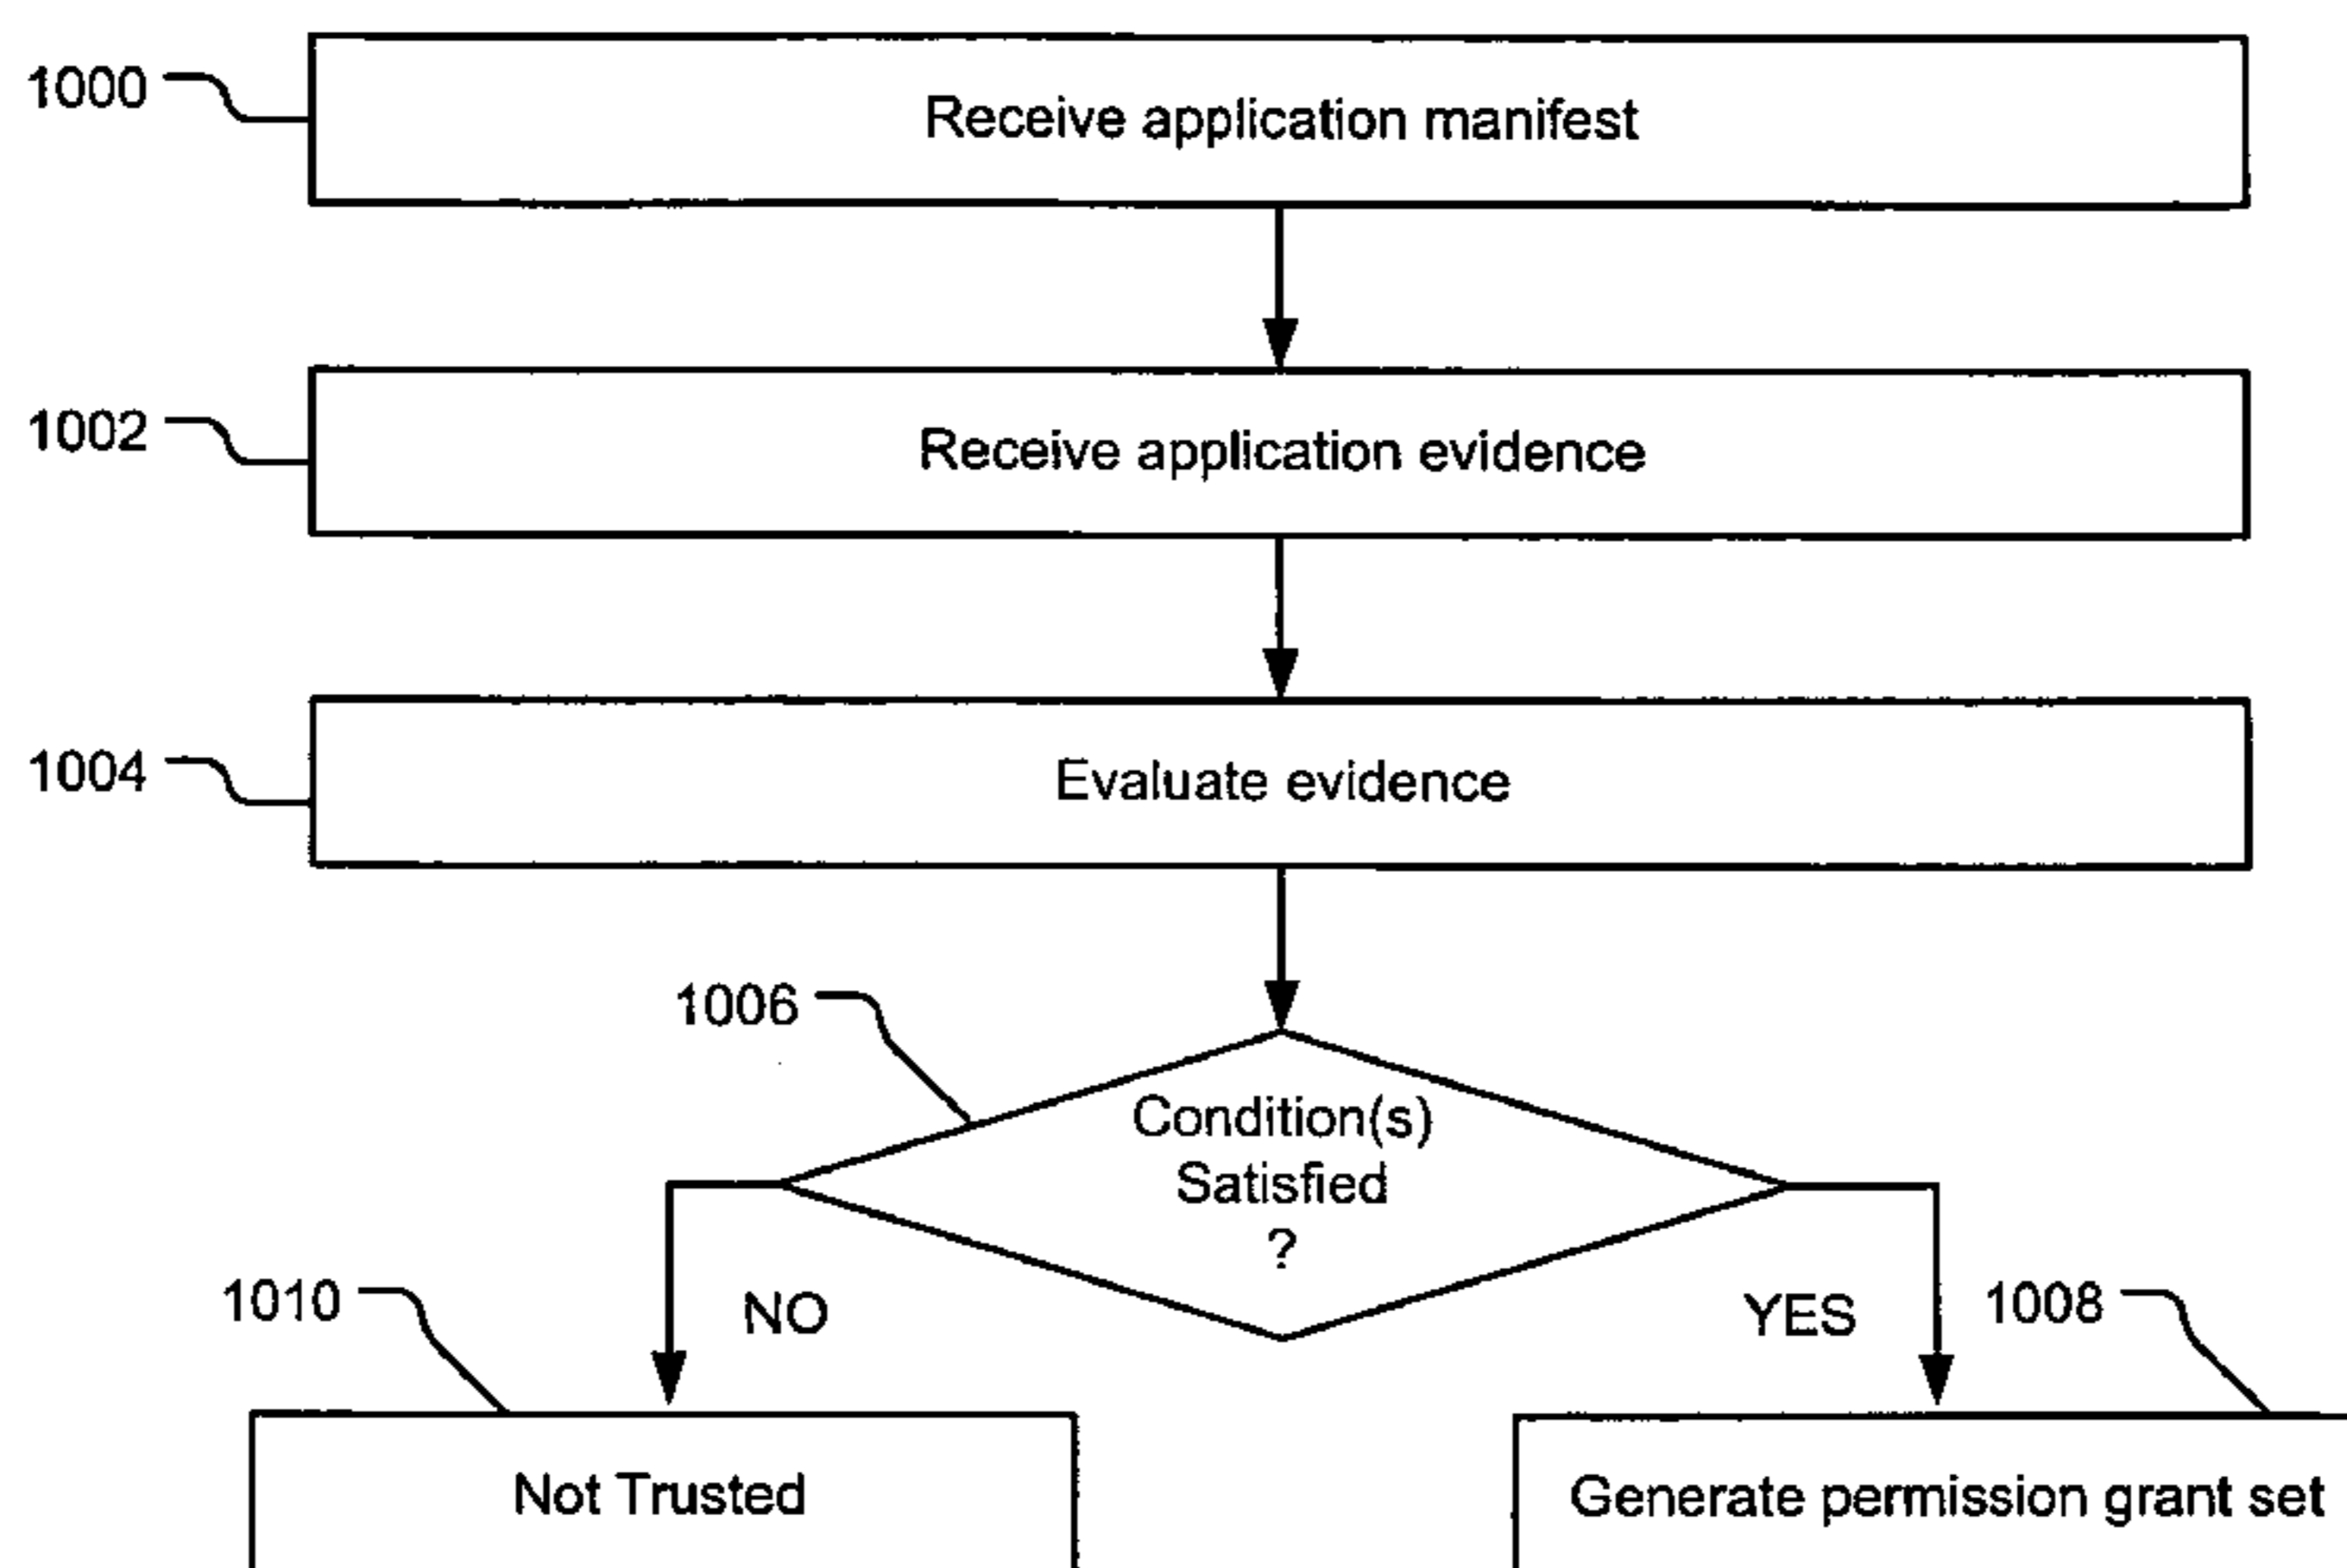 1000
Receive application manifest
1002
Receive application evidence
1004
Evaluate evidence
1006
Condition(s)
Satisfied
?
1010
NO
YES
1008
Not Trusted
Generate permission grant set